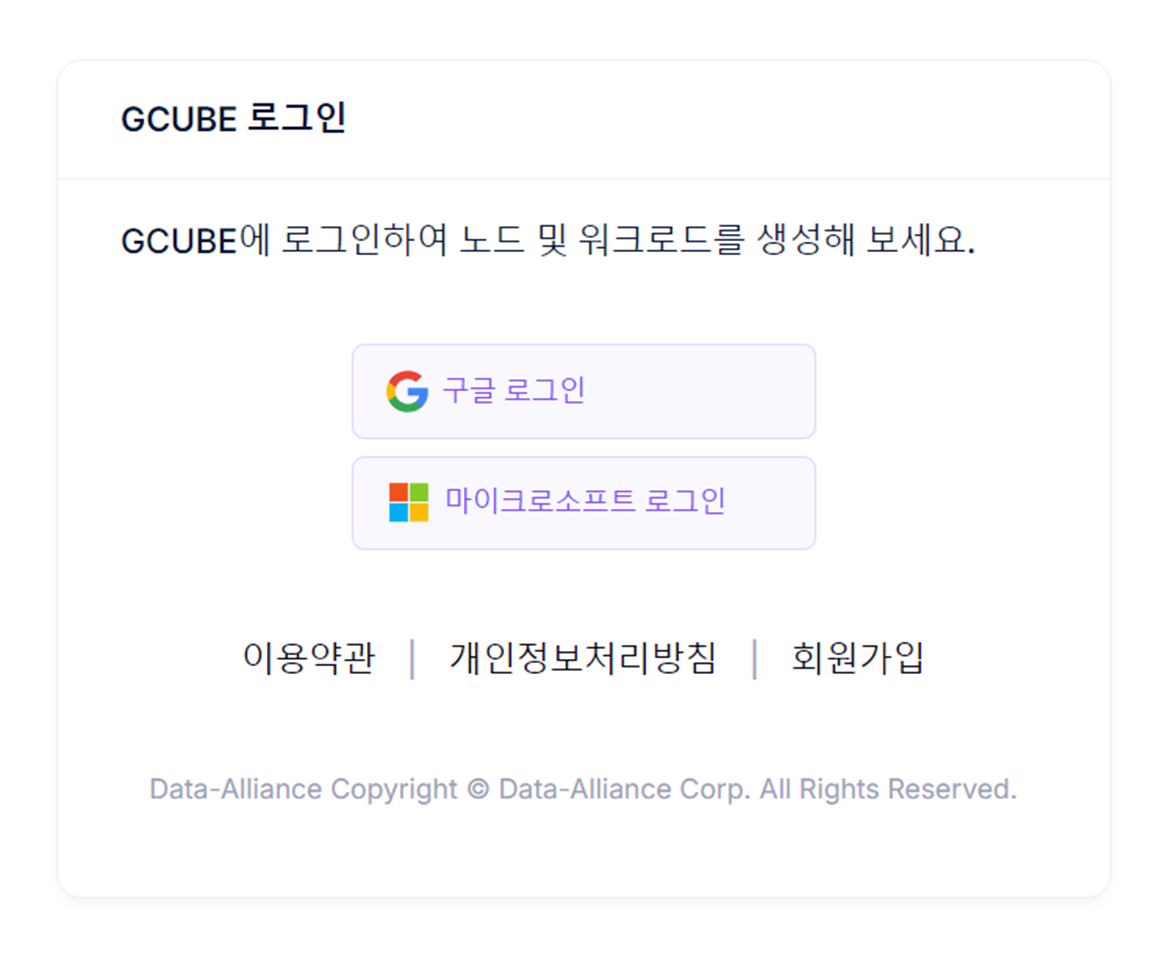 GCUBE 로그인
GCUBE에 로그인하여 노드 및 워크로드를 생성해 보세요.
구글 로그인
마이크로소프트 로그인
이용약관 | 개인정보처리방침 | 회원가입
Data-Alliance Copyright © Data-Alliance Corp. All Rights Reserved.